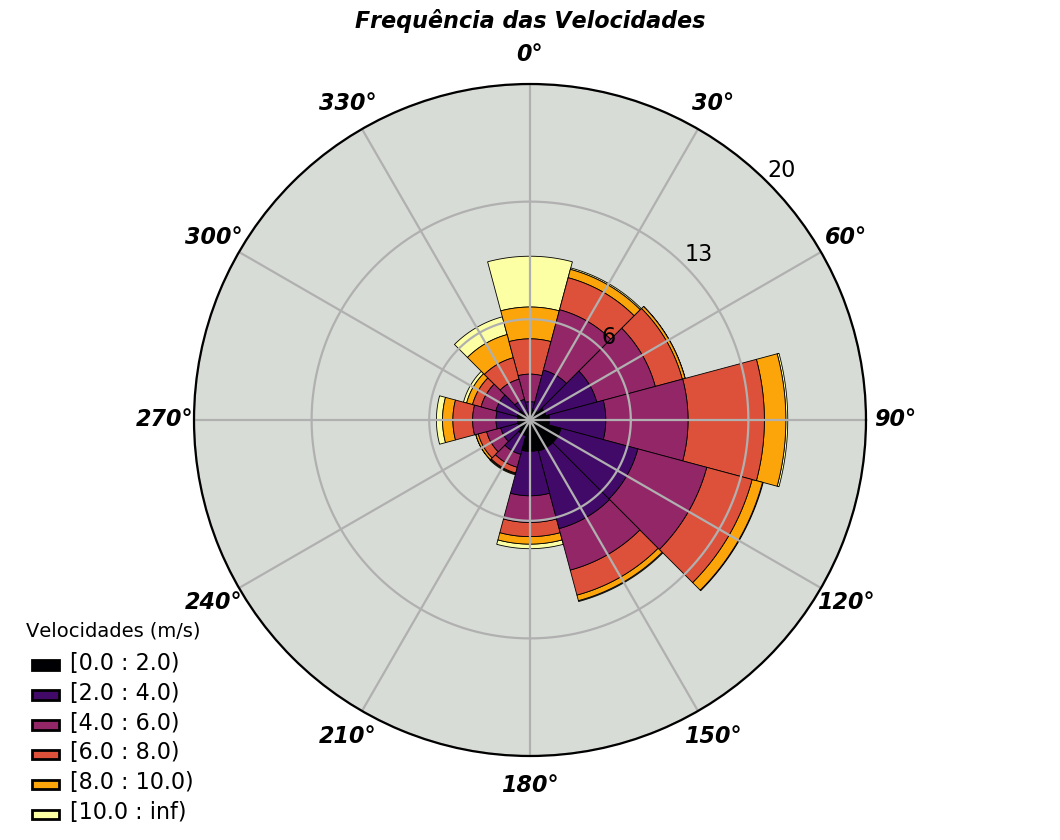 Frequência das Velocidades
0°
330°
30°
20
300°
60°
13
6
270°
90°
240°
120°
210°
150°
180°
Velocidades (m/s)
[0.0 : 2.0)
[2.0 : 4.0)
[4.0 : 6.0)
[6.0 : 8.0)
[8.0 : 10.0)
[10.0 : inf)